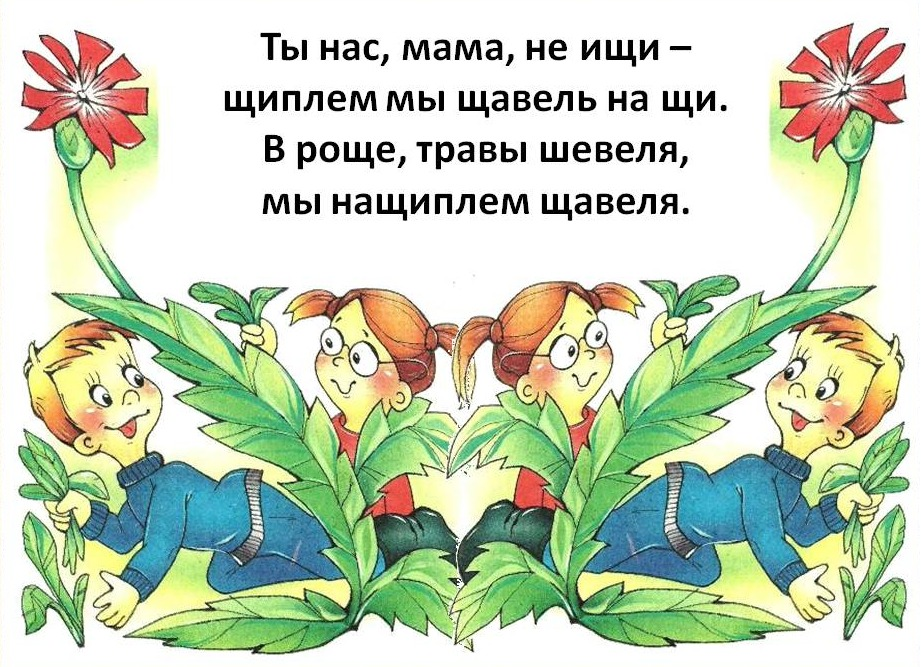 Ты нас, мама, не ищи –
щиплем мы щавель на щи.
В роще, травы шевеля,
мы нащиплем щавеля.